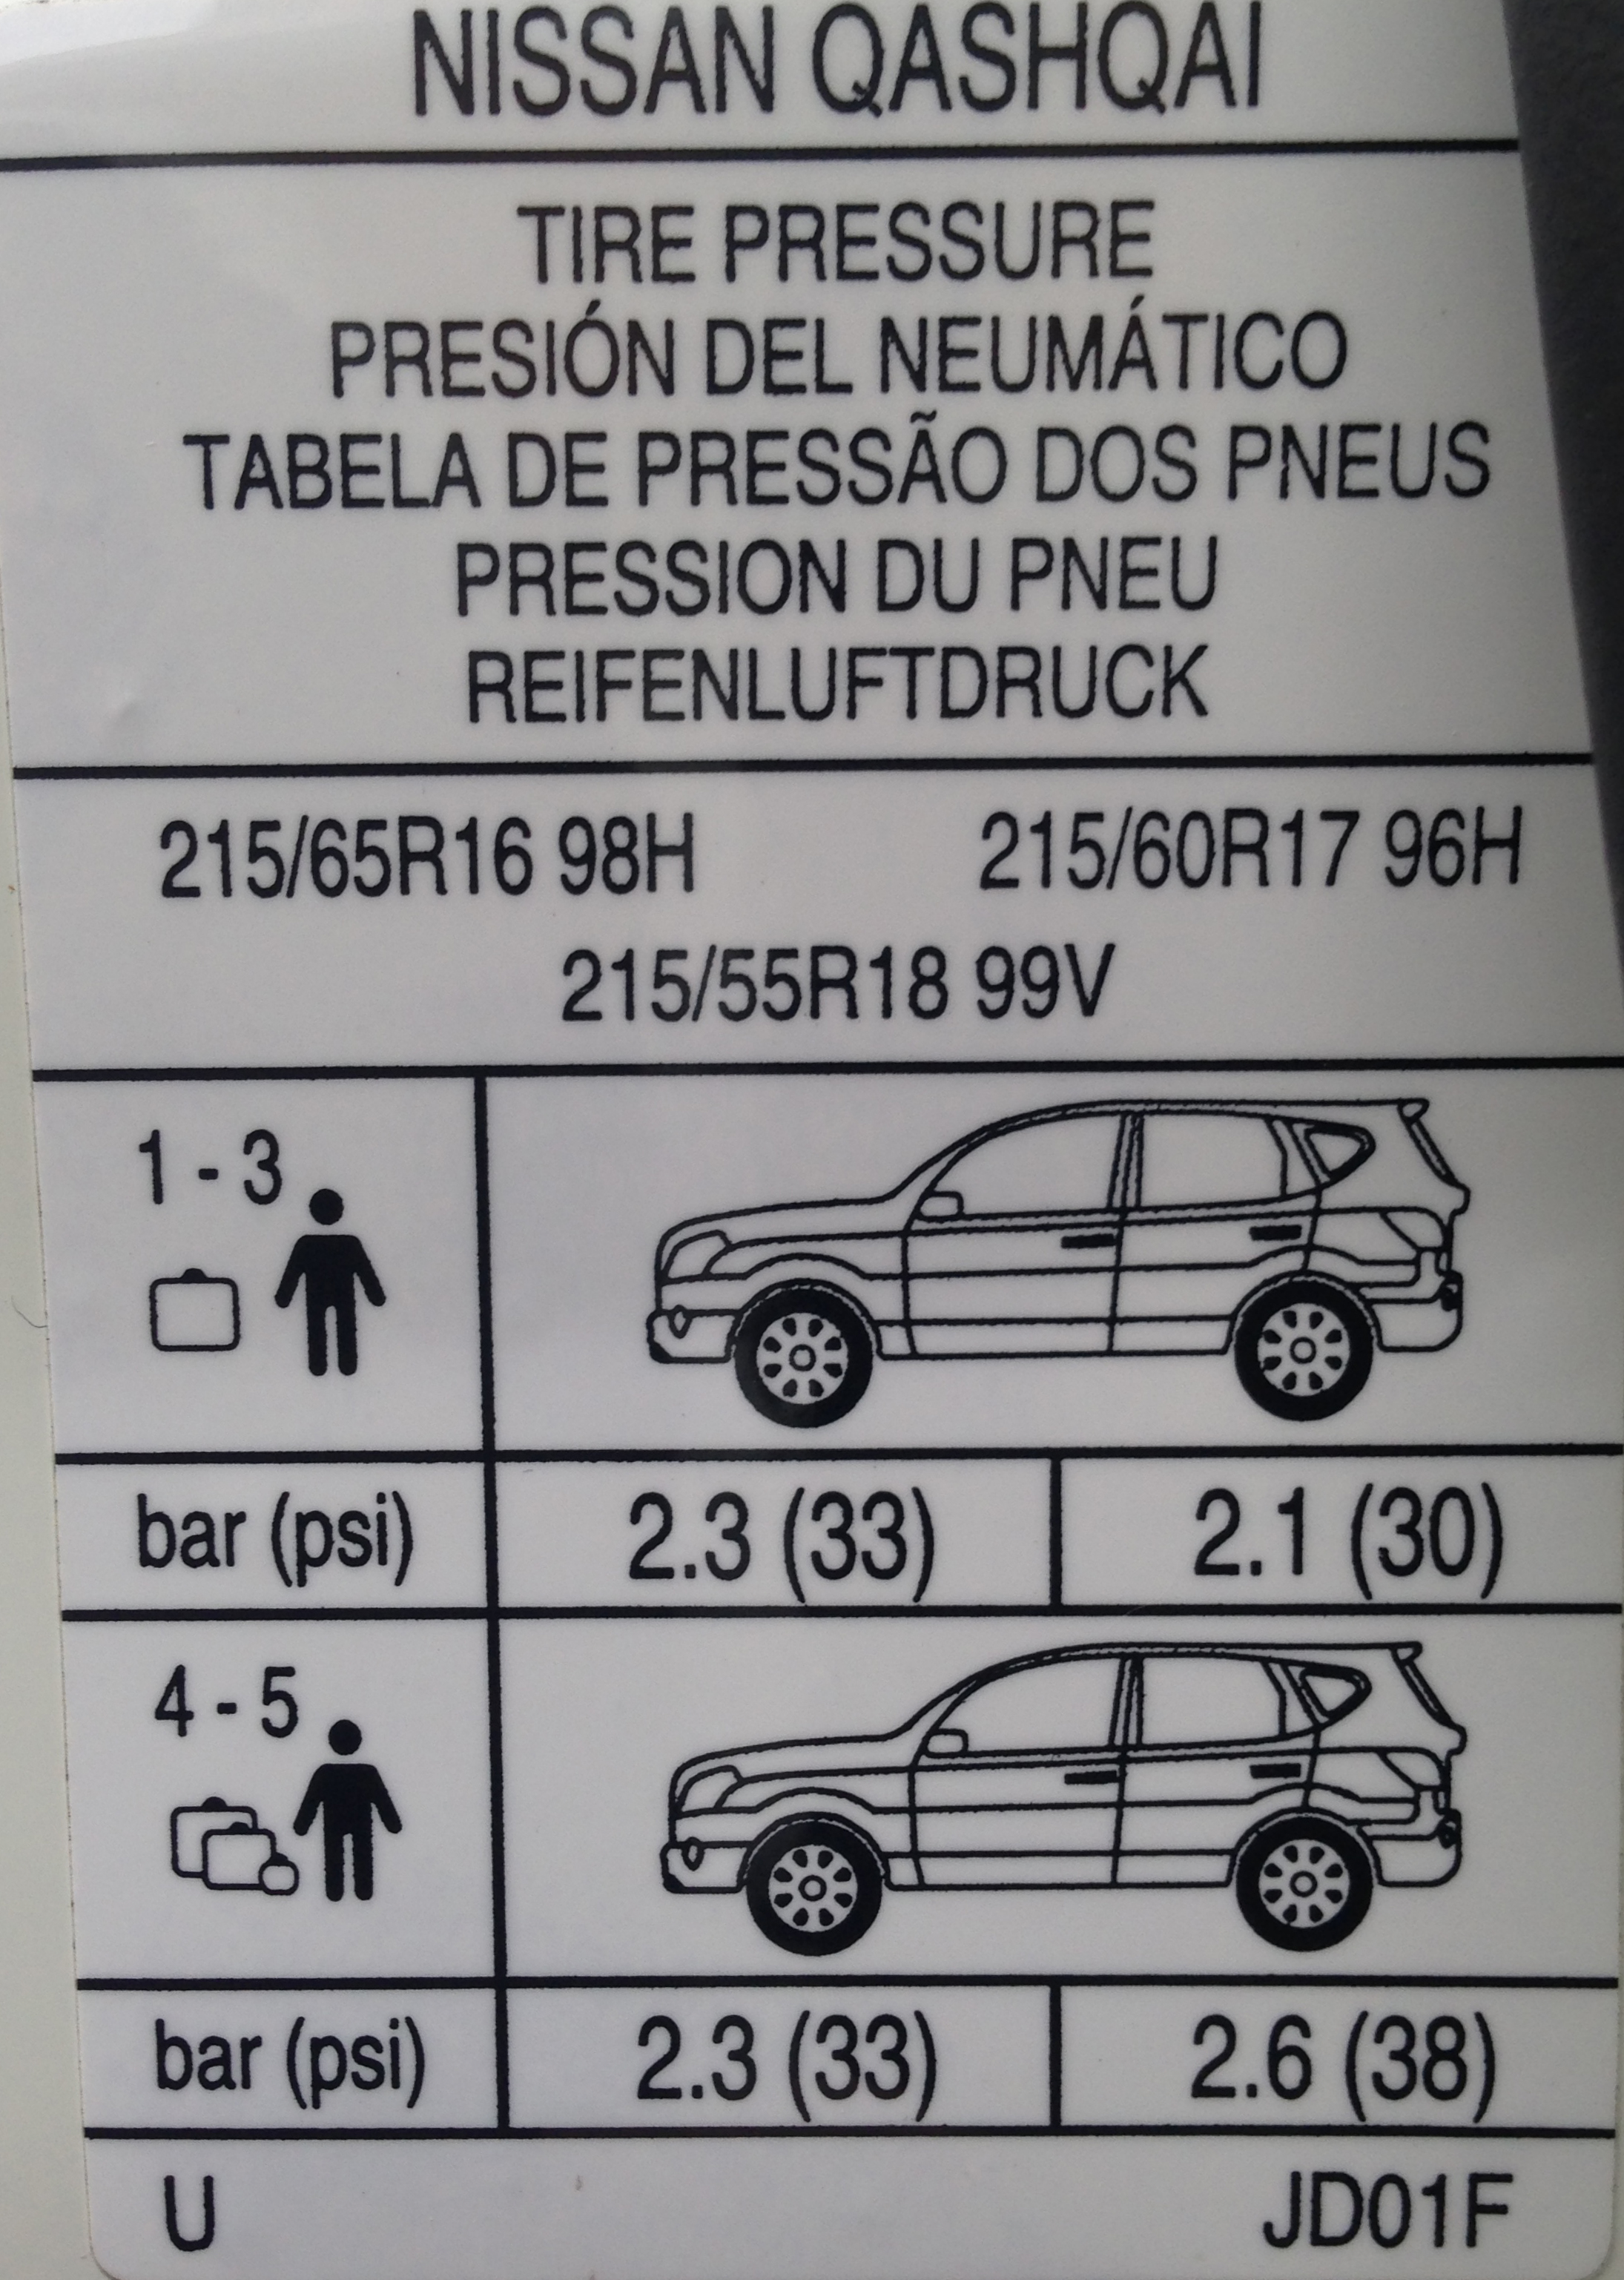 NISSAN QASHQAI
TIRE PRESSURE
PRESIÓN DEL NEUMÁTICO
TABELA DE PRESSÃO DOS PNEUS
PRESSION DU PNEU
REIFENLUFTDRUCK
215/65R16 98H 215/60R17 96H
215/55R18 99V
1 - 3
bar (psi) 2.3 (33) 2.1 (30)
4 - 5
bar (psi) 2.3 (33) 2.6 (38)
U JD01F